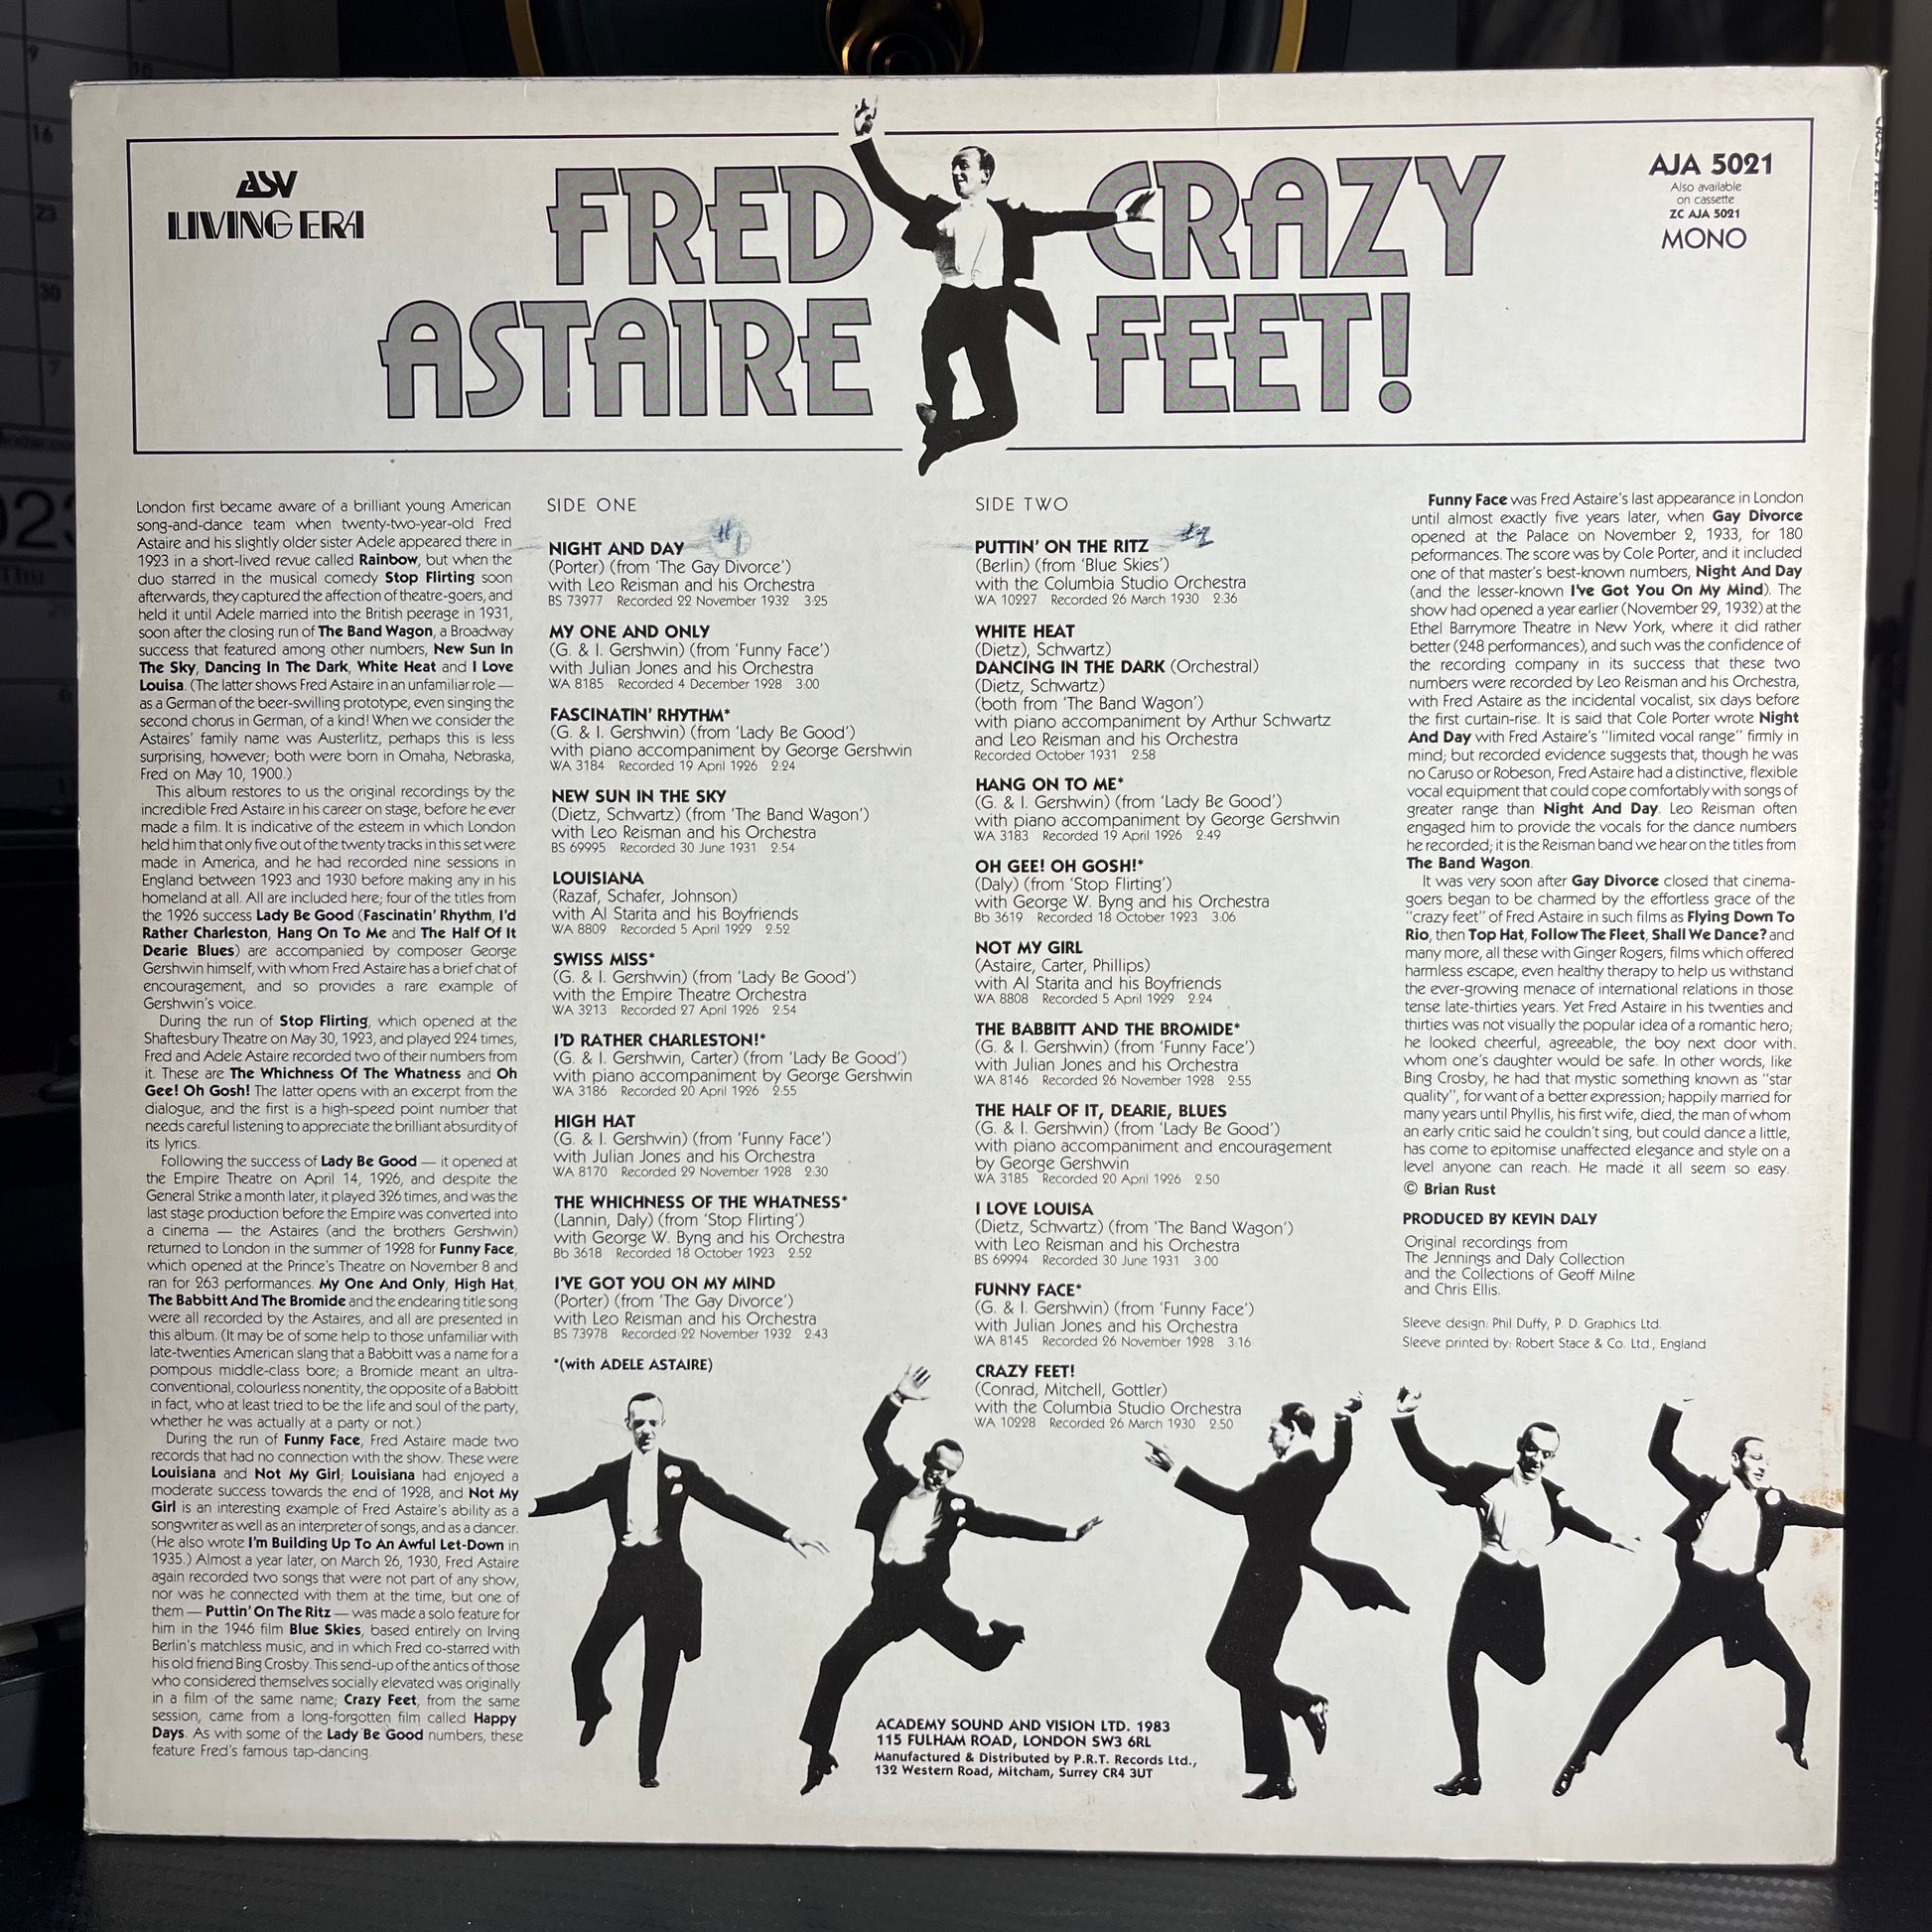 ASV
LIVING ERA
FRED
ASTAIRE
CRAZY
FEET!
AJA 5021
Also available
on cassette
ZC AJA 5021
MONO
London first became aware of a brilliant young American
song-and-dance team when twenty-two-year-old Fred
Astaire and his slightly older sister Adele appeared there in
1923 in a short-lived revue called Rainbow, but when the
duo starred in the musical comedy Stop Flirting soon
afterwards, they captured the affection of theatre-goers, and
held it until Adele married into the British peerage in 1931,
soon after the closing run of The Band Wagon, a Broadway
success that featured among other numbers, New Sun In
The Sky, Dancing In The Dark, White Heat and I Love
Louisa. (The latter shows Fred Astaire in an unfamiliar role —
as a German of the beer-swilling prototype, even singing the
second chorus in German, of a kind! When we consider the
Astaires' family name was Austerlitz, perhaps this is less
surprising, however; both were born in Omaha, Nebraska,
Fred on May 10, 1900.)
This album restores to us the original recordings by the
incredible Fred Astaire in his career on stage, before he ever
made a film. It is indicative of the esteem in which London
held him that only five out of the twenty tracks in this set were
made in America, and he had recorded nine sessions in
England between 1923 and 1930 before making any in his
homeland at all. All are included here; four of the titles from
the 1926 success Lady Be Good (Fascinatin' Rhythm, I'd
Rather Charleston, Hang On To Me and The Half Of It
Dearie Blues) are accompanied by composer George
Gershwin himself, with whom Fred Astaire has a brief chat of
encouragement, and so provides a rare example of
Gershwin's voice.
During the run of Stop Flirting, which opened at the
Shaftesbury Theatre on May 30, 1923, and played 224 times,
Fred and Adele Astaire recorded two of their numbers from
it. These are The Whichness Of The Whatness and Oh
Gee! Oh Gosh! The latter opens with an excerpt from the
dialogue, and the first is a high-speed point number that
needs careful listening to appreciate the brilliant absurdity of
its lyrics.
Following the success of Lady Be Good — it opened at
the Empire Theatre on April 14, 1926, and despite the
General Strike a month later, it played 326 times, and was the
last stage production before the Empire was converted into
a cinema — the Astaires (and the brothers Gershwin)
returned to London in the summer of 1928 for Funny Face,
which opened at the Prince's Theatre on November 8 and
ran for 263 performances. My One And Only, High Hat,
The Babbitt And The Bromide and the endearing title song
were all recorded by the Astaires, and all are presented in
this album. (It may be of some help to those unfamiliar with
late-twenties American slang that a Babbitt was a name for a
pompous middle-class bore; a Bromide meant an ultra-
conventional, colourless nonentity, the opposite of a Babbitt
in fact, who at least tried to be the life and soul of the party,
whether he was actually at a party or not.)
During the run of Funny Face, Fred Astaire made two
records that had no connection with the show. These were
Louisiana and Not My Girl; Louisiana had enjoyed a
moderate success towards the end of 1928, and Not My
Girl is an interesting example of Fred Astaire's ability as a
songwriter as well as an interpreter of songs, and as a dancer.
(He also wrote I'm Building Up To An Awful Let-Down in
1935.) Almost a year later, on March 26, 1930, Fred Astaire
again recorded two songs that were not part of any show,
nor was he connected with them at the time, but one of
them — Puttin' On The Ritz — was made a solo feature for
him in the 1946 film Blue Skies, based entirely on Irving
Berlin's matchless music, and in which Fred co-starred with
his old friend Bing Crosby. This send-up of the antics of those
who considered themselves socially elevated was originally
in a film of the same name; Crazy Feet, from the same
session, came from a long-forgotten film called Happy
Days. As with some of the Lady Be Good numbers, these
feature Fred's famous tap-dancing.
SIDE ONE
#1
NIGHT AND DAY
(Porter) (from 'The Gay Divorce')
with Leo Reisman and his Orchestra
BS 73977 Recorded 22 November 1932 3:25
MY ONE AND ONLY
(G. & I. Gershwin) (from 'Funny Face')
with Julian Jones and his Orchestra
WA 8185 Recorded 4 December 1928 3:00
FASCINATIN' RHYTHM*
(G. & I. Gershwin) (from 'Lady Be Good')
with piano accompaniment by George Gershwin
WA 3184 Recorded 19 April 1926 2:24
NEW SUN IN THE SKY
(Dietz, Schwartz) (from 'The Band Wagon')
with Leo Reisman and his Orchestra
BS 69995 Recorded 30 June 1931 2:54
LOUISIANA
(Razaf, Schafer, Johnson)
with Al Starita and his Boyfriends
WA 8809 Recorded 5 April 1929 2:52
SWISS MISS*
(G. & I. Gershwin) (from 'Lady Be Good')
with the Empire Theatre Orchestra
WA 3213 Recorded 27 April 1926 2:54
I'D RATHER CHARLESTON!*
(G. & I. Gershwin, Carter) (from 'Lady Be Good')
with piano accompaniment by George Gershwin
WA 3186 Recorded 20 April 1926 2:55
HIGH HAT
(G. & I. Gershwin) (from 'Funny Face')
with Julian Jones and his Orchestra
WA 8170 Recorded 29 November 1928 2:30
THE WHICHNESS OF THE WHATNESS*
(Lannin, Daly) (from 'Stop Flirting')
with George W. Byng and his Orchestra
Bb 3618 Recorded 18 October 1923 2:52
I'VE GOT YOU ON MY MIND
(Porter) (from 'The Gay Divorce')
with Leo Reisman and his Orchestra
BS 73978 Recorded 22 November 1932 2:43
*(with ADELE ASTAIRE)
SIDE TWO
#2
PUTTIN' ON THE RITZ
(Berlin) (from 'Blue Skies')
with the Columbia Studio Orchestra
WA 10227 Recorded 26 March 1930 2:36
WHITE HEAT
(Dietz), Schwartz)
DANCING IN THE DARK (Orchestral)
(Dietz, Schwartz)
(both from 'The Band Wagon')
with piano accompaniment by Arthur Schwartz
and Leo Reisman and his Orchestra
Recorded October 1931 2:58
HANG ON TO ME*
(G. & I. Gershwin) (from 'Lady Be Good')
with piano accompaniment by George Gershwin
WA 3183 Recorded 19 April 1926 2:49
OH GEE! OH GOSH!*
(Daly) (from 'Stop Flirting')
with George W. Byng and his Orchestra
Bb 3619 Recorded 18 October 1923 3:06
NOT MY GIRL
(Astaire, Carter, Phillips)
with Al Starita and his Boyfriends
WA 8808 Recorded 5 April 1929 2:24
THE BABBITT AND THE BROMIDE*
(G. & I. Gershwin) (from 'Funny Face')
with Julian Jones and his Orchestra
WA 8146 Recorded 26 November 1928 2:55
THE HALF OF IT, DEARIE, BLUES
(G. & I. Gershwin) (from 'Lady Be Good')
with piano accompaniment and encouragement
by George Gershwin
WA 3185 Recorded 20 April 1926 2:50
I LOVE LOUISA
(Dietz, Schwartz) (from 'The Band Wagon')
with Leo Reisman and his Orchestra
BS 69994 Recorded 30 June 1931 3:00
FUNNY FACE*
(G. & I. Gershwin) (from 'Funny Face')
with Julian Jones and his Orchestra
WA 8145 Recorded 26 November 1928 3:16
CRAZY FEET!
(Conrad, Mitchell, Gottler)
with the Columbia Studio Orchestra
WA 10228 Recorded 26 March 1930 2:50
Funny Face was Fred Astaire's last appearance in London
until almost exactly five years later, when Gay Divorce
opened at the Palace on November 2, 1933, for 180
peformances. The score was by Cole Porter, and it included
one of that master's best-known numbers, Night And Day
(and the lesser-known I've Got You On My Mind). The
show had opened a year earlier (November 29, 1932) at the
Ethel Barrymore Theatre in New York, where it did rather
better (248 performances), and such was the confidence of
the recording company in its success that these two
numbers were recorded by Leo Reisman and his Orchestra,
with Fred Astaire as the incidental vocalist, six days before
the first curtain-rise. It is said that Cole Porter wrote Night
And Day with Fred Astaire's "limited vocal range" firmly in
mind; but recorded evidence suggests that, though he was
no Caruso or Robeson, Fred Astaire had a distinctive, flexible
vocal equipment that could cope comfortably with songs of
greater range than Night And Day. Leo Reisman often
engaged him to provide the vocals for the dance numbers
he recorded; it is the Reisman band we hear on the titles from
The Band Wagon.
It was very soon after Gay Divorce closed that cinema-
goers began to be charmed by the effortless grace of the
"crazy feet" of Fred Astaire in such films as Flying Down To
Rio, then Top Hat, Follow The Fleet, Shall We Dance? and
many more, all these with Ginger Rogers, films which offered
harmless escape, even healthy therapy to help us withstand
the ever-growing menace of international relations in those
tense late-thirties years. Yet Fred Astaire in his twenties and
thirties was not visually the popular idea of a romantic hero;
he looked cheerful, agreeable, the boy next door with.
whom one's daughter would be safe. In other words, like
Bing Crosby, he had that mystic something known as "star
quality", for want of a better expression; happily married for
many years until Phyllis, his first wife, died, the man of whom
an early critic said he couldn't sing, but could dance a little,
has come to epitomise unaffected elegance and style on a
level anyone can reach. He made it all seem so easy.
© Brian Rust
PRODUCED BY KEVIN DALY
Original recordings from
The Jennings and Daly Collection
and the Collections of Geoff Milne
and Chris Ellis.
Sleeve design: Phil Duffy, P. D. Graphics Ltd.
Sleeve printed by: Robert Stace & Co. Ltd., England
ACADEMY SOUND AND VISION LTD. 1983
115 FULHAM ROAD, LONDON SW3 6RL
Manufactured & Distributed by P.R.T. Records Ltd.,
132 Western Road, Mitcham, Surrey CR4 3UT
9
10
16
23
30
7
Thu